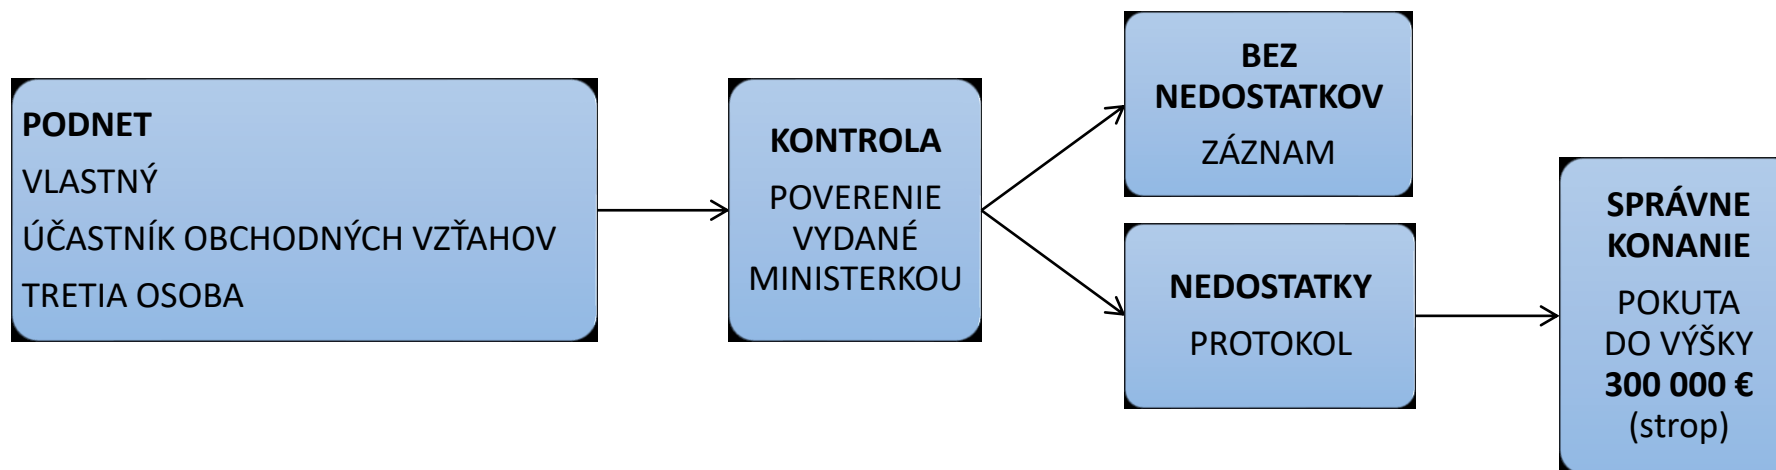 PODNET
VLASTNÝ
ÚČASTNÍK OBCHODNÝCH VZŤAHOV
TRETIA OSOBA
KONTROLA
POVERENIE
VYDANÉ
MINISTERKOU
BEZ
NEDOSTATKOV
ZÁZNAM
NEDOSTATKY
PROTOKOL
SPRÁVNE
KONANIE
POKUTA
DO VÝŠKY
300 000 €
(strop)